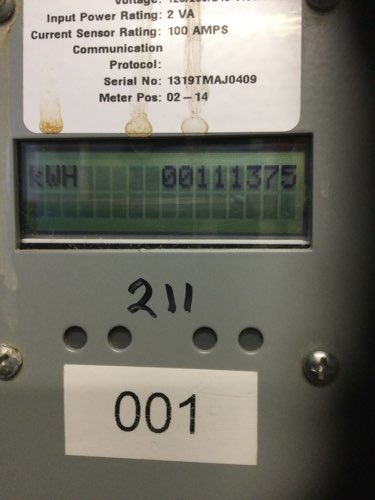 Voltage:
Input Power Rating: 2 VA
Current Sensor Rating: 100 AMPS
Communication
Protocol:
Serial No: 1319TMAJ0409
Meter Pos: 02-14
kWH 00111375
211
001